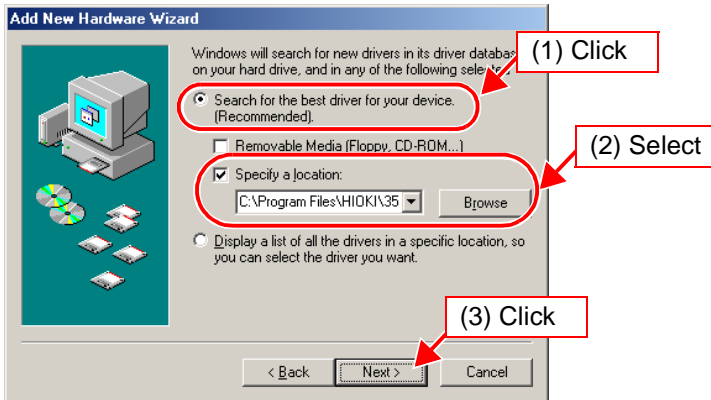 Add New Hardware Wizard
Windows will search for new drivers in its driver databas
on your hard drive, and in any of the following selected
(1) Click
Search for the best driver for your device.
(Recommended).
Removable Media (Floppy, CD-ROM...)
(2) Select
Specify a location:
C:\Program Files\HIOKI\35
Browse
Display a list of all the drivers in a specific location, so
you can select the driver you want.
(3) Click
< Back
Next >
Cancel